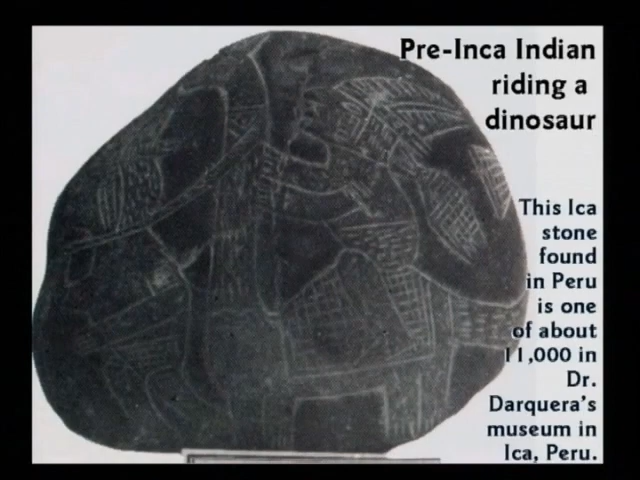 Pre-Inca Indian
riding a
dinosaur
This Ica
stone
found
in Peru
is one
of about
11,000 in
Dr.
Darquera's
museum in
Ica, Peru.